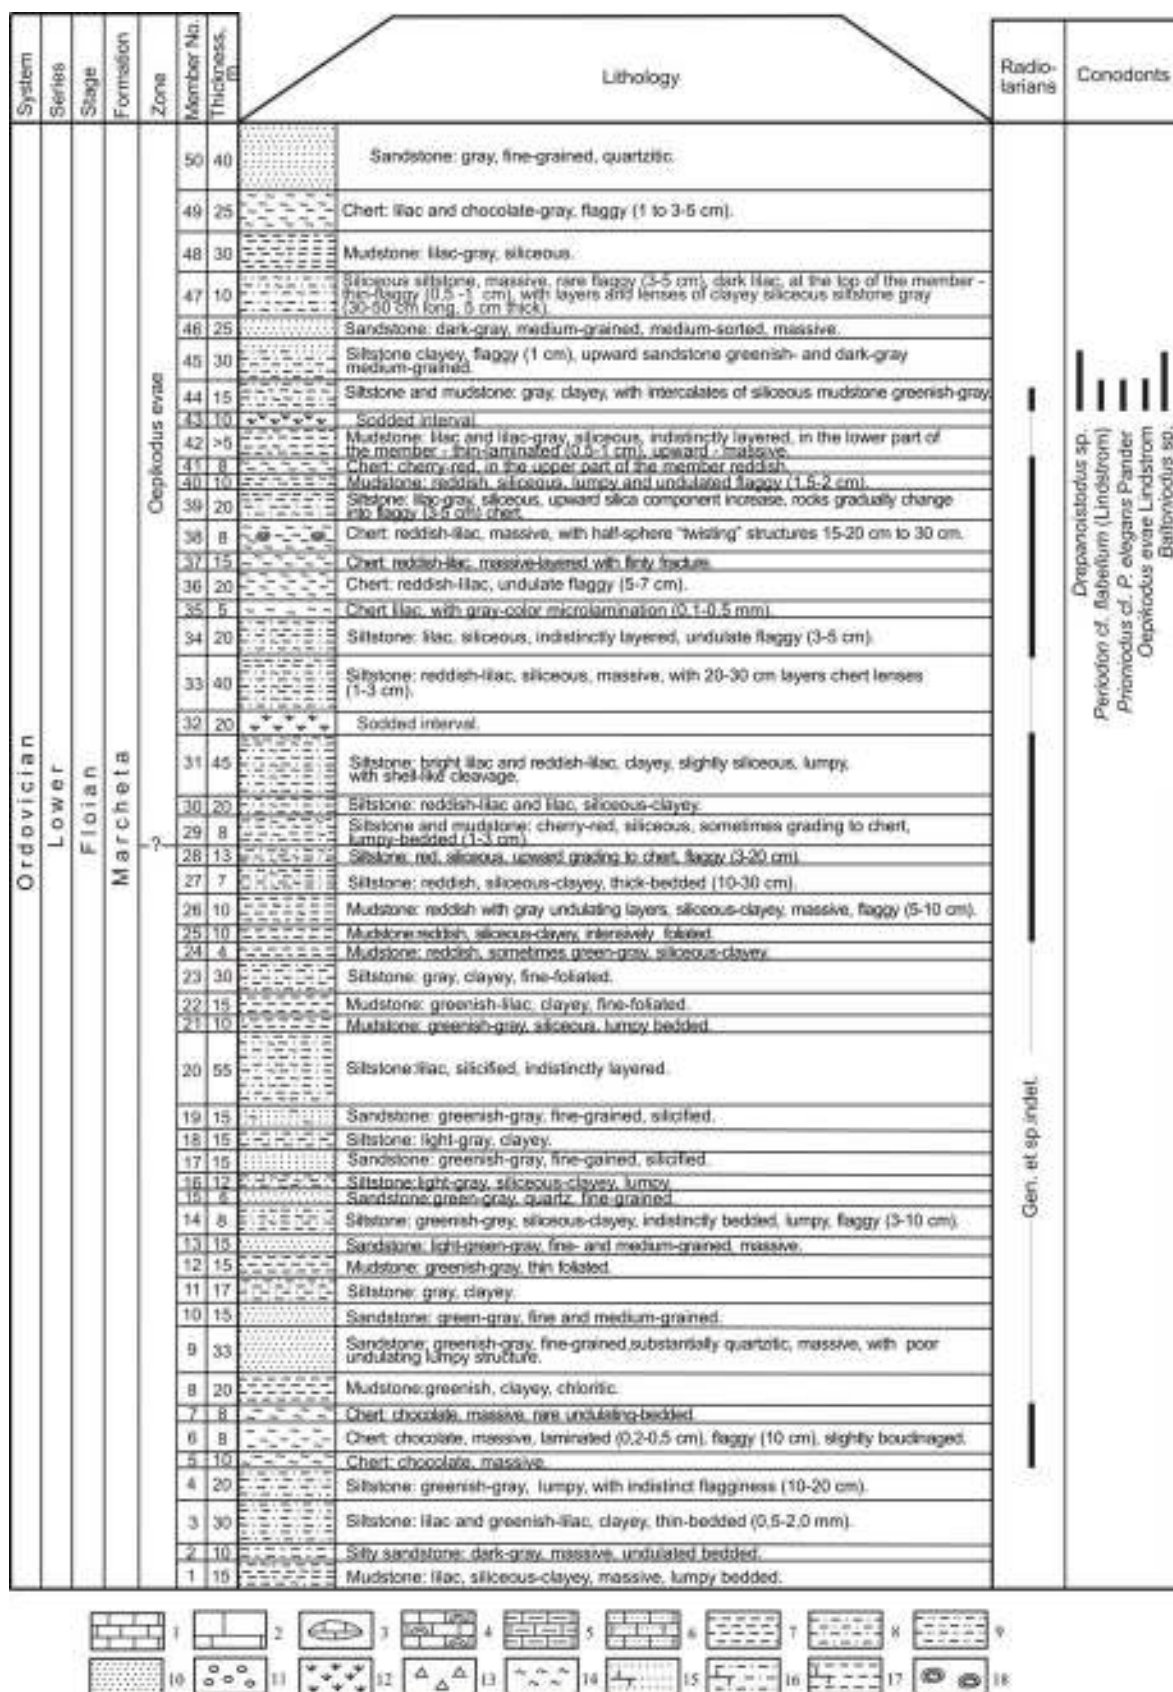 System
Series
Stage
Formation
Zone
Member No.
Thickness, m
Lithology
Radio-
larians
Conodonts
Ordovician
Lower
Floian
Marcheta
Oepikodus evae
-?-
50 40 Sandstone: gray, fine-grained, quartzitic.
49 25 Chert: lilac and chocolate-gray, flaggy (1 to 3-5 cm).
48 30 Mudstone: lilac-gray, siliceous.
47 10 Siliceous siltstone, massive, rare flaggy (3-5 cm), dark lilac, at the top of the member -
thin-flaggy (0,5 -1 cm), with layers and lenses of clayey siliceous siltstone gray
(30-50 cm long, 5 cm thick).
46 25 Sandstone: dark-gray, medium-grained, medium-sorted, massive.
45 30 Siltstone clayey, flaggy (1 cm), upward sandstone greenish- and dark-gray
medium-grained.
44 15 Siltstone and mudstone: gray, clayey, with intercalates of siliceous mudstone greenish-gray.
43 10 Sodded interval.
42 >5 Mudstone: lilac and lilac-gray, siliceous, indistinctly layered, in the lower part of
the member - thin-laminated (0.5-1 cm), upward - massive.
41 8 Chert: cherry-red, in the upper part of the member reddish.
40 10 Mudstone: reddish, siliceous, lumpy and undulated flaggy (1.5-2 cm).
39 20 Siltstone: lilac-gray, siliceous, upward silica component increase, rocks gradually change
into flaggy (3-5 cm) chert.
38 8 Chert: reddish-lilac, massive, with half-sphere "twisting" structures 15-20 cm to 30 cm.
37 15 Chert: reddish-lilac, massive-layered with flinty fracture.
36 20 Chert: reddish-lilac, undulate flaggy (5-7 cm).
35 5 Chert lilac, with gray-color microlamination (0,1-0,5 mm).
34 20 Siltstone: lilac, siliceous, indistinctly layered, undulate flaggy (3-5 cm).
33 40 Siltstone: reddish-lilac, siliceous, massive, with 20-30 cm layers chert lenses
(1-3 cm).
32 20 Sodded interval.
31 45 Siltstone: bright lilac and reddish-lilac, clayey, slightly siliceous, lumpy,
with shell-like cleavage.
30 20 Siltstone: reddish-lilac and lilac, siliceous-clayey.
29 8 Siltstone and mudstone: cherry-red, siliceous, sometimes grading to chert,
lumpy-bedded (1-3 cm).
28 13 Siltstone: red, siliceous, upward grading to chert, flaggy (3-20 cm).
27 7 Siltstone: reddish, siliceous-clayey, thick-bedded (10-30 cm).
26 10 Mudstone: reddish with gray undulating layers, siliceous-clayey, massive, flaggy (5-10 cm).
25 10 Mudstone:reddish, siliceous-clayey, intensively foliated.
24 4 Mudstone: reddish, sometimes green-gray, siliceous-clayey.
23 30 Siltstone: gray, clayey, fine-foliated.
22 15 Mudstone: greenish-lilac, clayey, fine-foliated.
21 10 Mudstone: greenish-gray, siliceous, lumpy bedded.
20 55 Siltstone:lilac, silicified, indistinctly layered.
19 15 Sandstone: greenish-gray, fine-grained, silicified.
18 15 Siltstone: light-gray, clayey.
17 15 Sandstone: greenish-gray, fine-gained, silicified.
16 12 Siltstone:light-gray, siliceous-clayey, lumpy.
15 6 Sandstone:green-gray, quartz, fine-grained.
14 8 Siltstone: greenish-grey, siliceous-clayey, indistinctly bedded, lumpy, flaggy (3-10 cm).
13 15 Sandstone: light-green-gray, fine- and medium-grained, massive.
12 15 Mudstone: greenish-gray, thin foliated.
11 17 Siltstone: gray, clayey.
10 15 Sandstone: green-gray, fine and medium-grained.
9 33 Sandstone: greenish-gray, fine-grained,substantially quartzitic, massive, with poor
undulating lumpy structure.
8 20 Mudstone:greenish, clayey, chloritic.
7 8 Chert: chocolate, massive, rare undulating-bedded.
6 8 Chert: chocolate, massive, laminated (0,2-0,5 cm), flaggy (10 cm), slightly boudinaged.
5 10 Chert: chocolate, massive.
4 20 Siltstone: greenish-gray, lumpy, with indistinct flagginess (10-20 cm).
3 30 Siltstone: lilac and greenish-lilac, clayey, thin-bedded (0,5-2,0 mm).
2 10 Silty sandstone: dark-gray, massive, undulated bedded.
1 15 Mudstone: lilac, siliceous-clayey, massive, lumpy bedded.
Gen. et sp.indet.
Drepanoistodus sp.
Periodon cf. flabellum (Lindstrom)
Prioniodus cf. P. elegans Pander
Oepikodus evae Lindstrom
Baltoniodus sp.
1 2 3 4 5 6 7 8 9
10 11 12 13 14 15 16 17 18